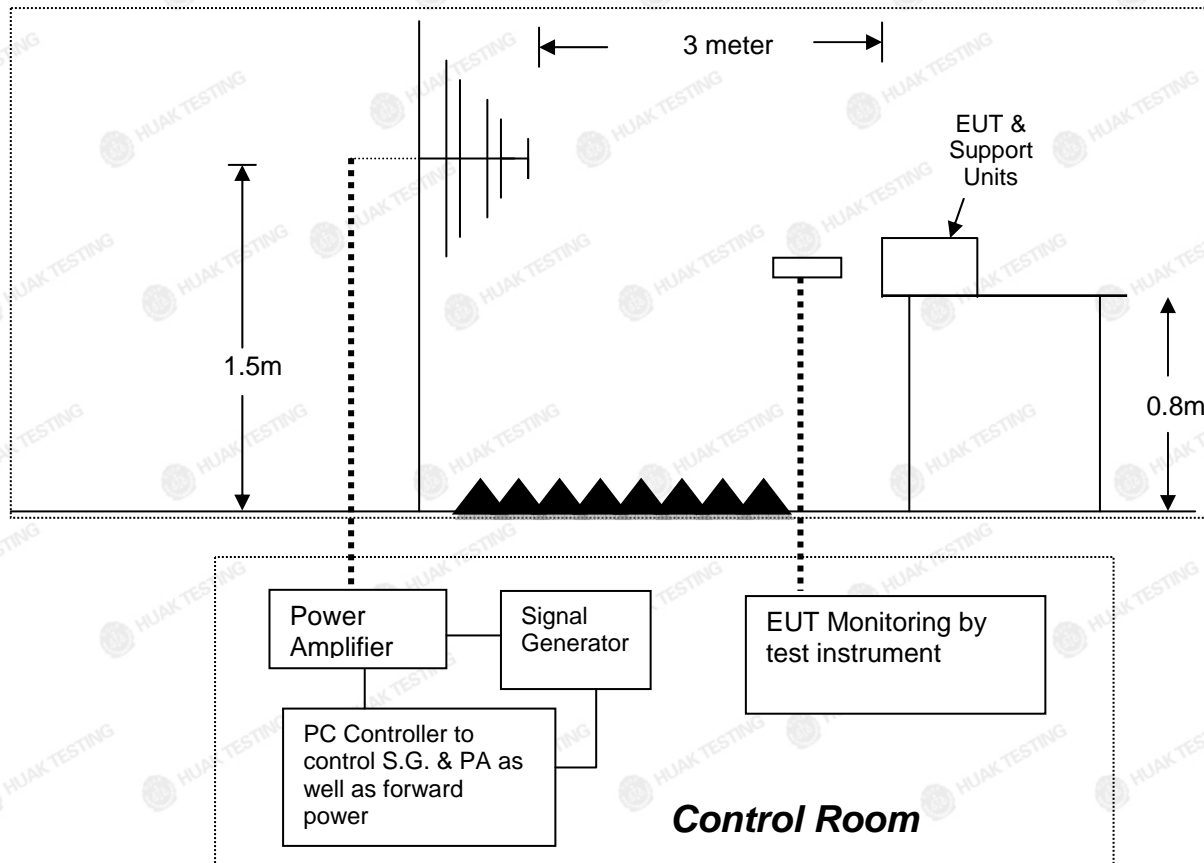 3 meter
EUT &
Support
Units
1.5m
0.8m
Power
Amplifier
Signal
Generator
EUT Monitoring by
test instrument
PC Controller to
control S.G. & PA as
well as forward
power
Control Room
HUAK TESTING